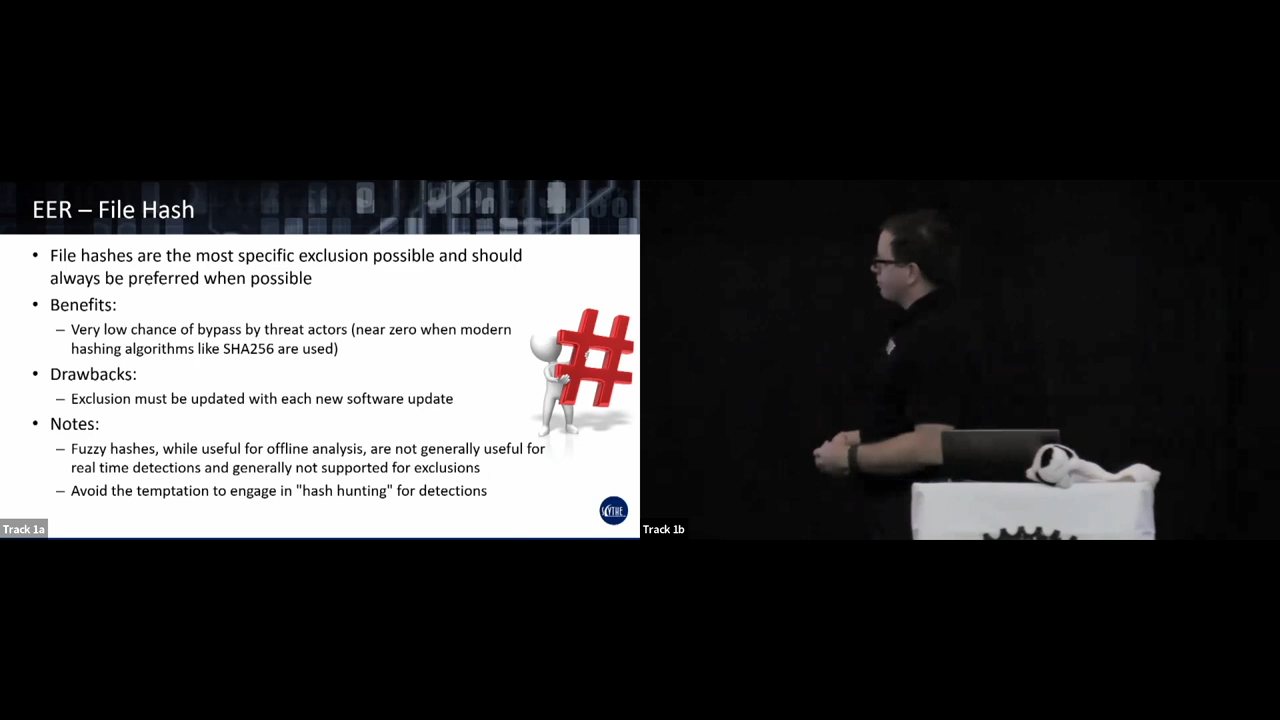 EER – File Hash
• File hashes are the most specific exclusion possible and should
always be preferred when possible
• Benefits:
– Very low chance of bypass by threat actors (near zero when modern
hashing algorithms like SHA256 are used)
• Drawbacks:
– Exclusion must be updated with each new software update
• Notes:
– Fuzzy hashes, while useful for offline analysis, are not generally useful for
real time detections and generally not supported for exclusions
– Avoid the temptation to engage in "hash hunting" for detections
SCYTHE
Track 1a
Track 1b